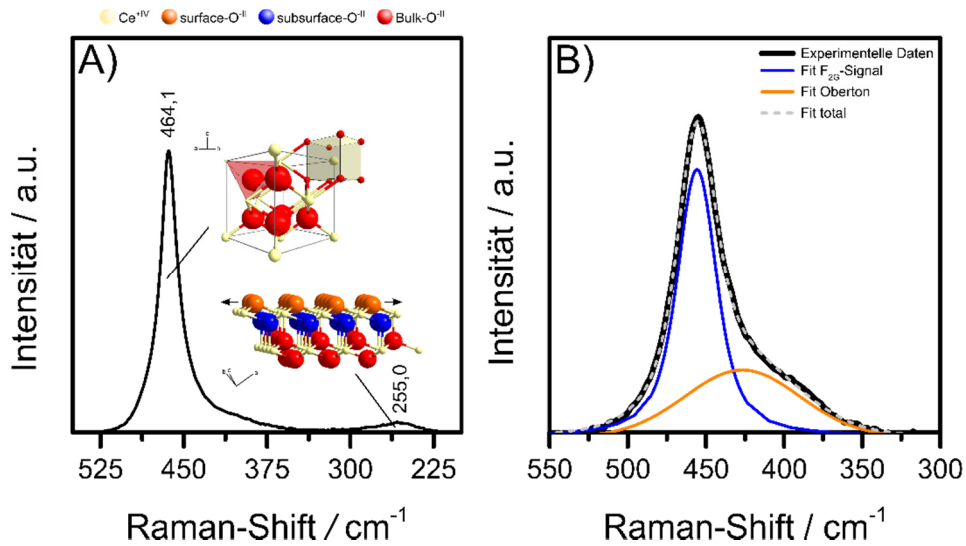 Ce⁺ᴵⱽ surface-O⁻ᴵᴵ subsurface-O⁻ᴵᴵ Bulk-O⁻ᴵᴵ
A)
464,1
255,0
Intensität / a.u.
525 450 375 300 225
Raman-Shift / cm⁻¹
B)
Experimentelle Daten
Fit F₂G-Signal
Fit Oberton
Fit total
Intensität / a.u.
550 500 450 400 350 300
Raman-Shift / cm⁻¹